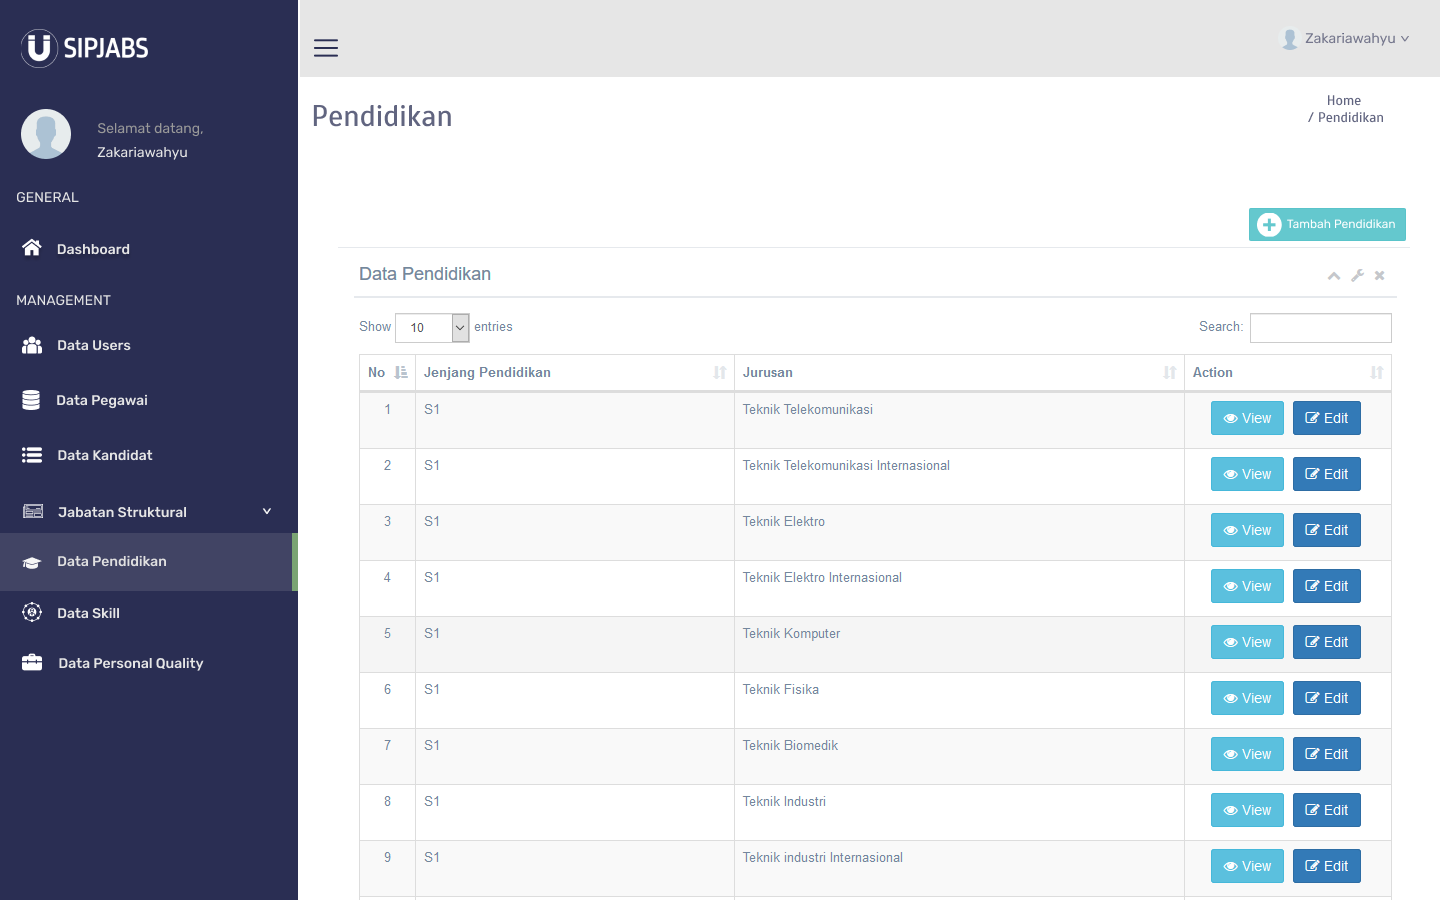 SIPJABS
Selamat datang,
Zakariawahyu
GENERAL
Dashboard
MANAGEMENT
Data Users
Data Pegawai
Data Kandidat
Jabatan Struktural
Data Pendidikan
Data Skill
Data Personal Quality
Zakariawahyu
Pendidikan
Home
/ Pendidikan
Tambah Pendidikan
Data Pendidikan
Show 10 entries
Search:
No Jenjang Pendidikan Jurusan Action
1 S1 Teknik Telekomunikasi View Edit
2 S1 Teknik Telekomunikasi Internasional View Edit
3 S1 Teknik Elektro View Edit
4 S1 Teknik Elektro Internasional View Edit
5 S1 Teknik Komputer View Edit
6 S1 Teknik Fisika View Edit
7 S1 Teknik Biomedik View Edit
8 S1 Teknik Industri View Edit
9 S1 Teknik industri Internasional View Edit